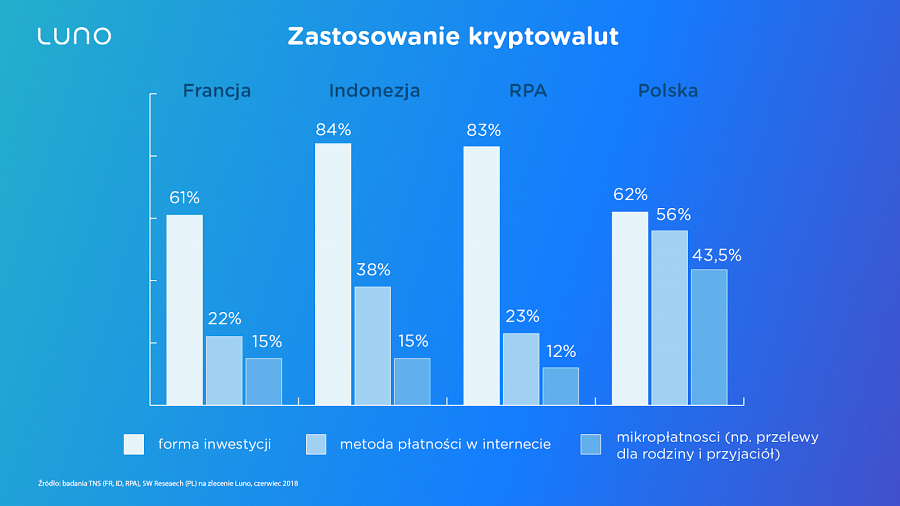 LUNO
Zastosowanie kryptowalut
Francja Indonezja RPA Polska
61% 22% 15%
84% 38% 15%
83% 23% 12%
62% 56% 43,5%
forma inwestycji
metoda płatności w internecie
mikropłatnosci (np. przelewy
dla rodziny i przyjaciół)
Źródło: badania TNS (FR, ID, RPA), SW Reseaech (PL) na zlecenie Luno, czerwiec 2018